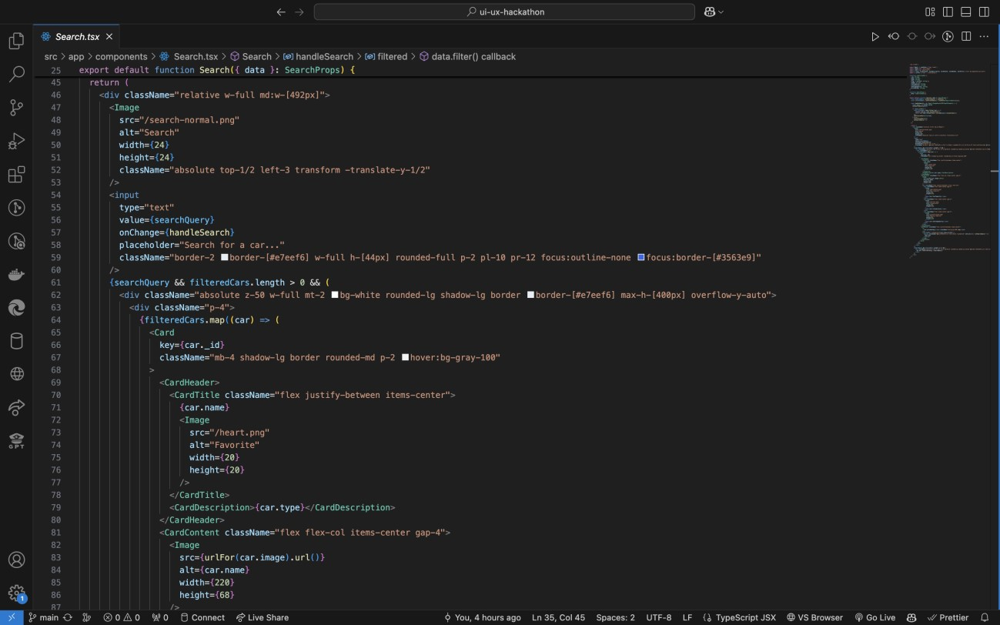 ui-ux-hackathon
Search.tsx
src > app > components > Search.tsx > Search > handleSearch > filtered > data.filter() callback
25 export default function Search({ data }: SearchProps) {
45 return (
46 <div className="relative w-full md:w-[492px]">
47 <Image
48 src="/search-normal.png"
49 alt="Search"
50 width={24}
51 height={24}
52 className="absolute top-1/2 left-3 transform -translate-y-1/2"
53 />
54 <input
55 type="text"
56 value={searchQuery}
57 onChange={handleSearch}
58 placeholder="Search for a car..."
59 className="border-2 border-[#e7eef6] w-full h-[44px] rounded-full p-2 pl-10 pr-12 focus:outline-none focus:border-[#3563e9]"
60 />
61 {searchQuery && filteredCars.length > 0 && (
62 <div className="absolute z-50 w-full mt-2 bg-white rounded-lg shadow-lg border border-[#e7eef6] max-h-[400px] overflow-y-auto">
63 <div className="p-4">
64 {filteredCars.map((car) => (
65 <Card
66 key={car._id}
67 className="mb-4 shadow-lg border rounded-md p-2 hover:bg-gray-100"
68 >
69 <CardHeader>
70 <CardTitle className="flex justify-between items-center">
71 {car.name}
72 <Image
73 src="/heart.png"
74 alt="Favorite"
75 width={20}
76 height={20}
77 />
78 </CardTitle>
79 <CardDescription>{car.type}</CardDescription>
80 </CardHeader>
81 <CardContent className="flex flex-col items-center gap-4">
82 <Image
83 src={urlFor(car.image).url()}
84 alt={car.name}
85 width={220}
86 height={68}
87 />
GPT
1
main 0 0 0 Connect Live Share You, 4 hours ago Ln 35, Col 45 Spaces: 2 UTF-8 LF TypeScript JSX VS Browser Go Live Prettier